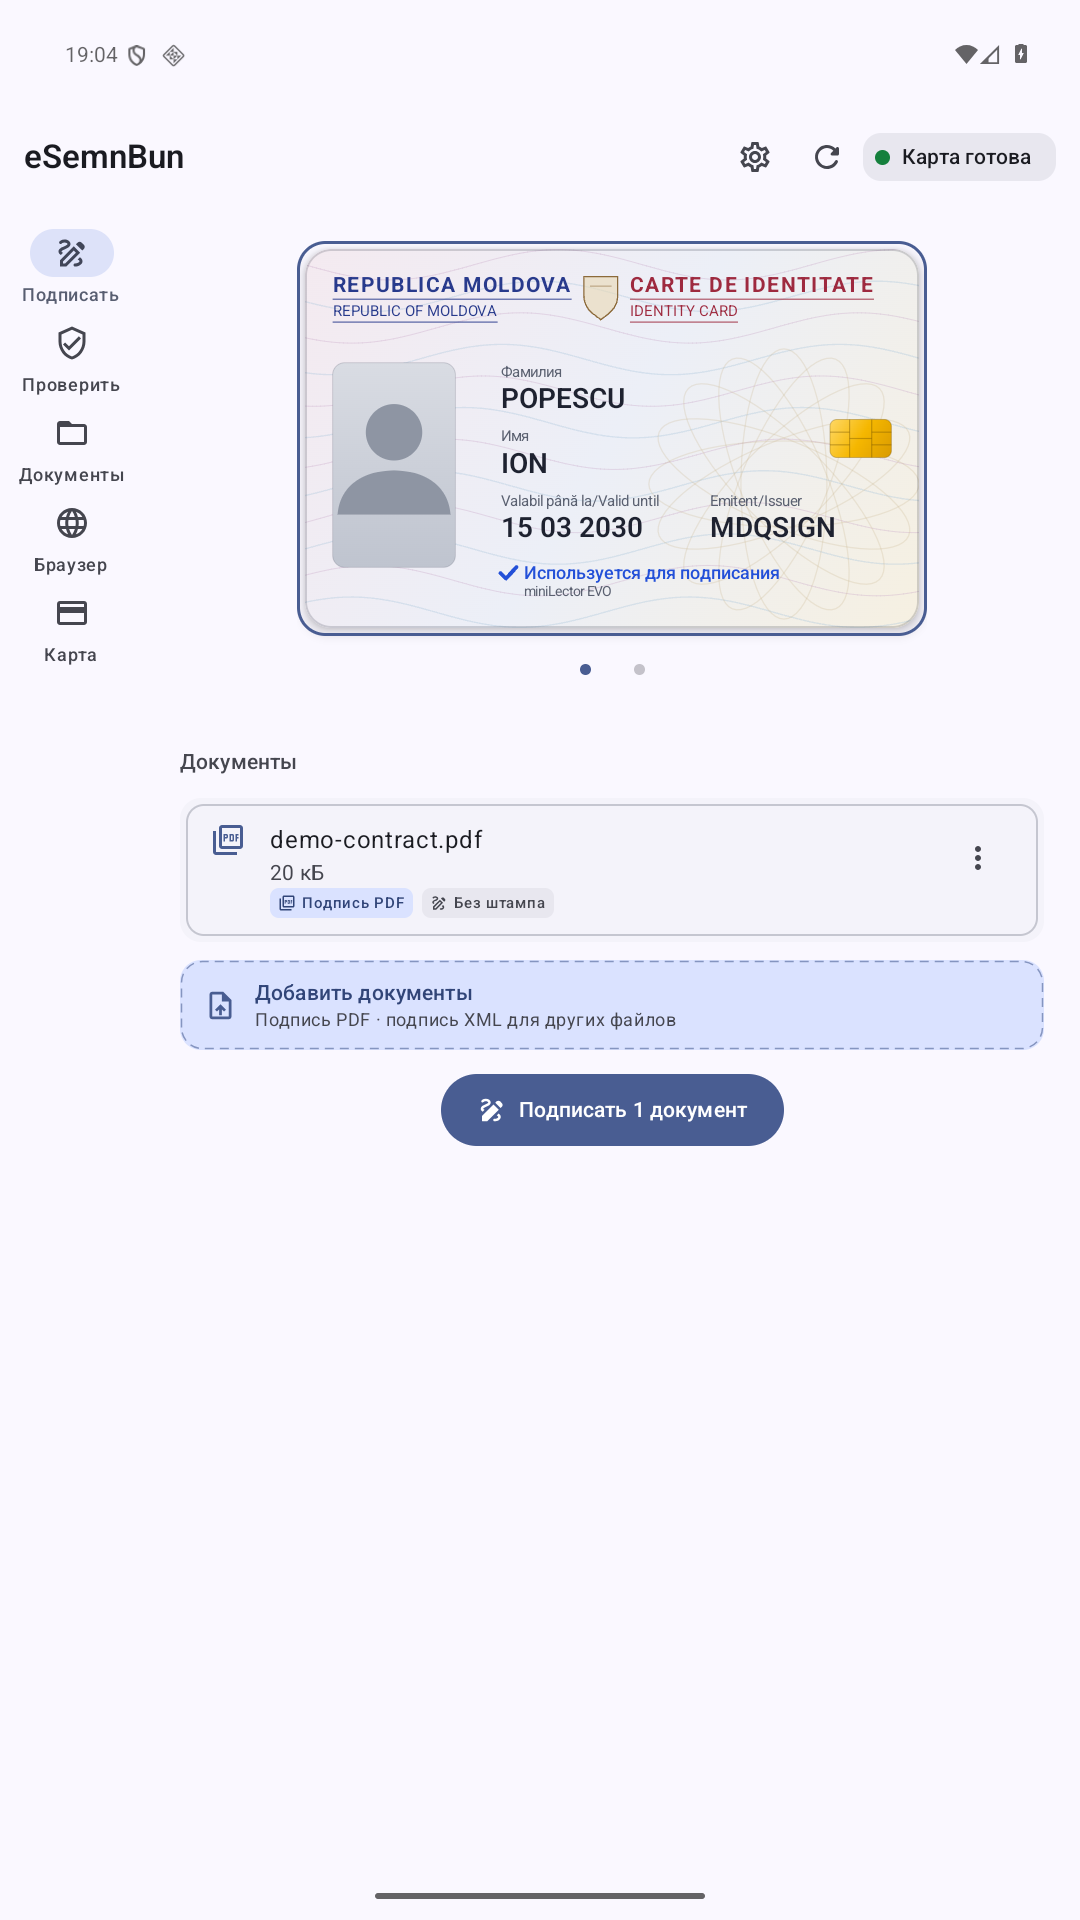 19:04
eSemnBun
Карта готова
Подписать
Проверить
Документы
Браузер
Карта
REPUBLICA MOLDOVA
REPUBLIC OF MOLDOVA
CARTE DE IDENTITATE
IDENTITY CARD
Фамилия
POPESCU
Имя
ION
Valabil până la/Valid until
15 03 2030
Emitent/Issuer
MDQSIGN
Используется для подписания
miniLector EVO
Документы
PDF
demo-contract.pdf
20 кБ
Подпись PDF
Без штампа
Добавить документы
Подпись PDF · подпись XML для других файлов
Подписать 1 документ